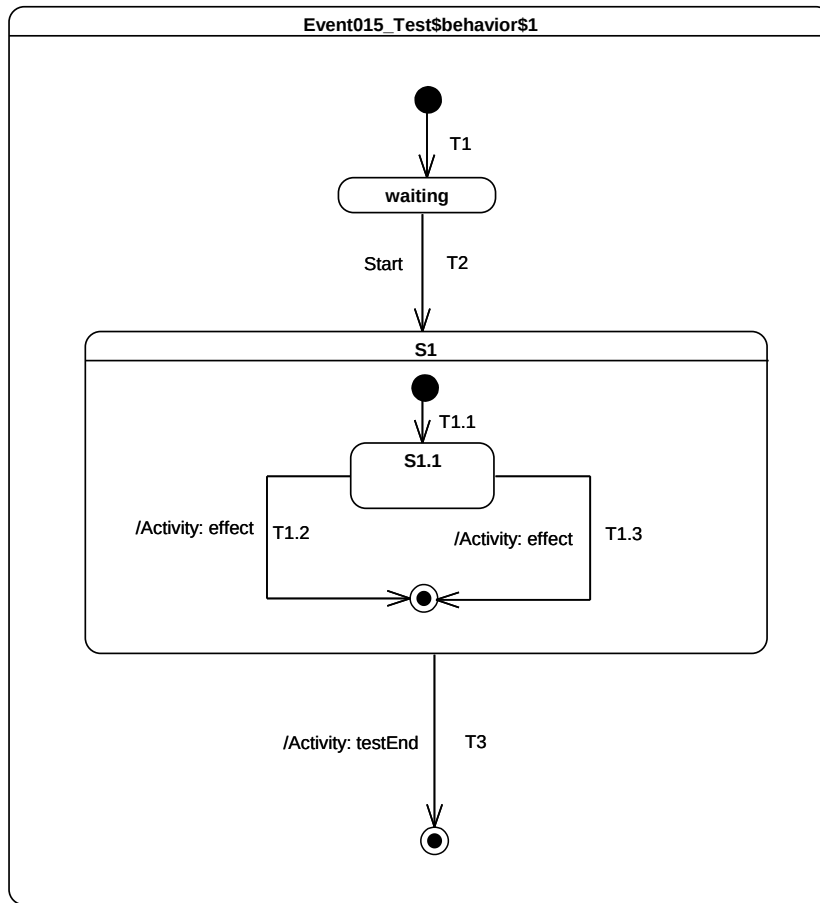 Event015_Test$behavior$1
T1
waiting
Start
T2
S1
T1.1
S1.1
/Activity: effect
T1.2
/Activity: effect
T1.3
/Activity: testEnd
T3